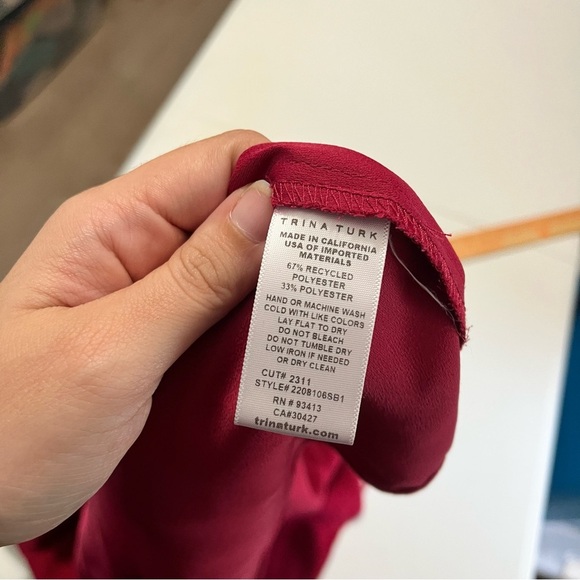 TRINA TURK
MADE IN CALIFORNIA
USA OF IMPORTED
MATERIALS
67% RECYCLED
POLYESTER
33% POLYESTER
HAND OR MACHINE WASH
COLD WITH LIKE COLORS
LAY FLAT TO DRY
DO NOT BLEACH
DO NOT TUMBLE DRY
LOW IRON IF NEEDED
OR DRY CLEAN
CUT# 2311
STYLE# 2208106SB1
RN # 93413
CA#30427
trinaturk.com